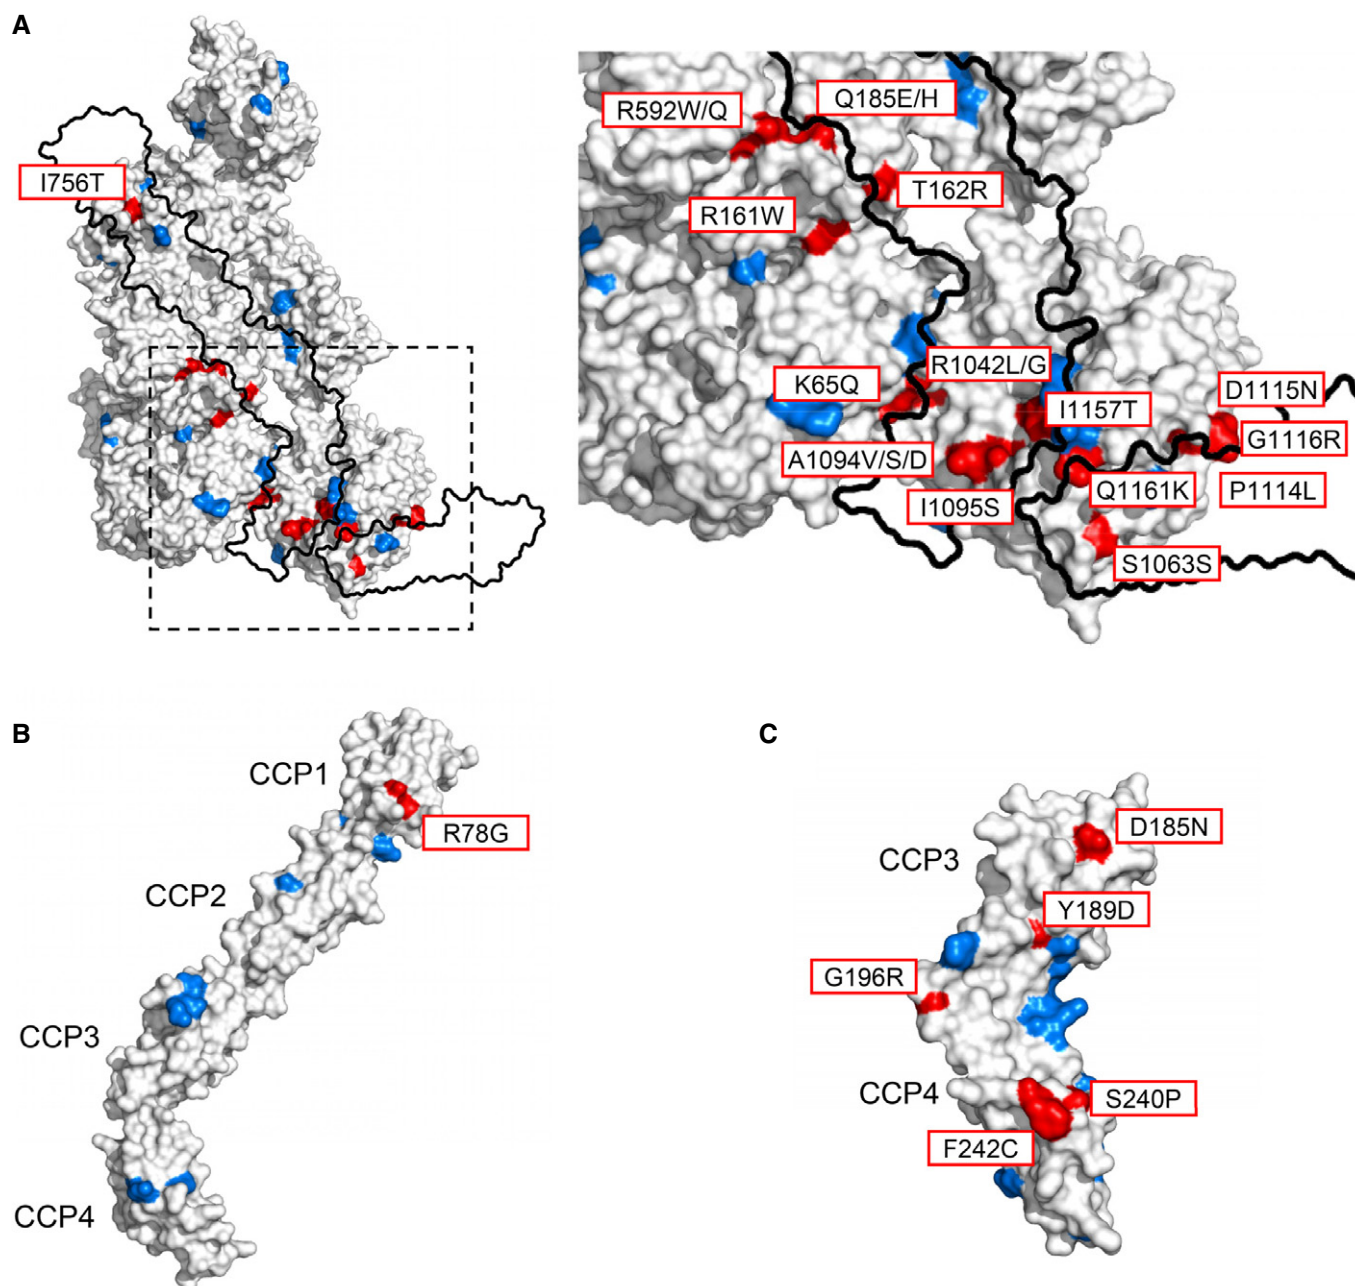 A
I756T
R592W/Q
Q185E/H
T162R
R161W
R1042L/G
K65Q
I1157T
D1115N
G1116R
A1094V/S/D
Q1161K
P1114L
I1095S
S1063S
B
CCP1
R78G
CCP2
CCP3
CCP4
C
D185N
CCP3
Y189D
G196R
CCP4
S240P
F242C